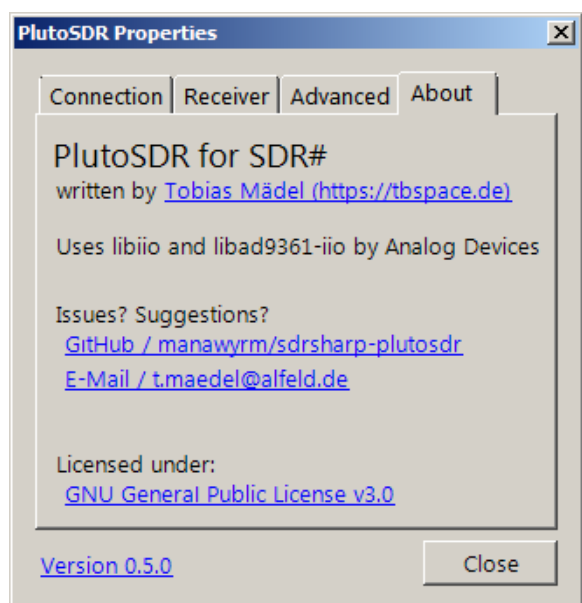 PlutoSDR Properties
Connection Receiver Advanced About
PlutoSDR for SDR#
written by Tobias Mädel (https://tbspace.de)
Uses libiio and libad9361-iio by Analog Devices
Issues? Suggestions?
GitHub / manawyrm/sdrsharp-plutosdr
E-Mail / t.maedel@alfeld.de
Licensed under:
GNU General Public License v3.0
Version 0.5.0 Close